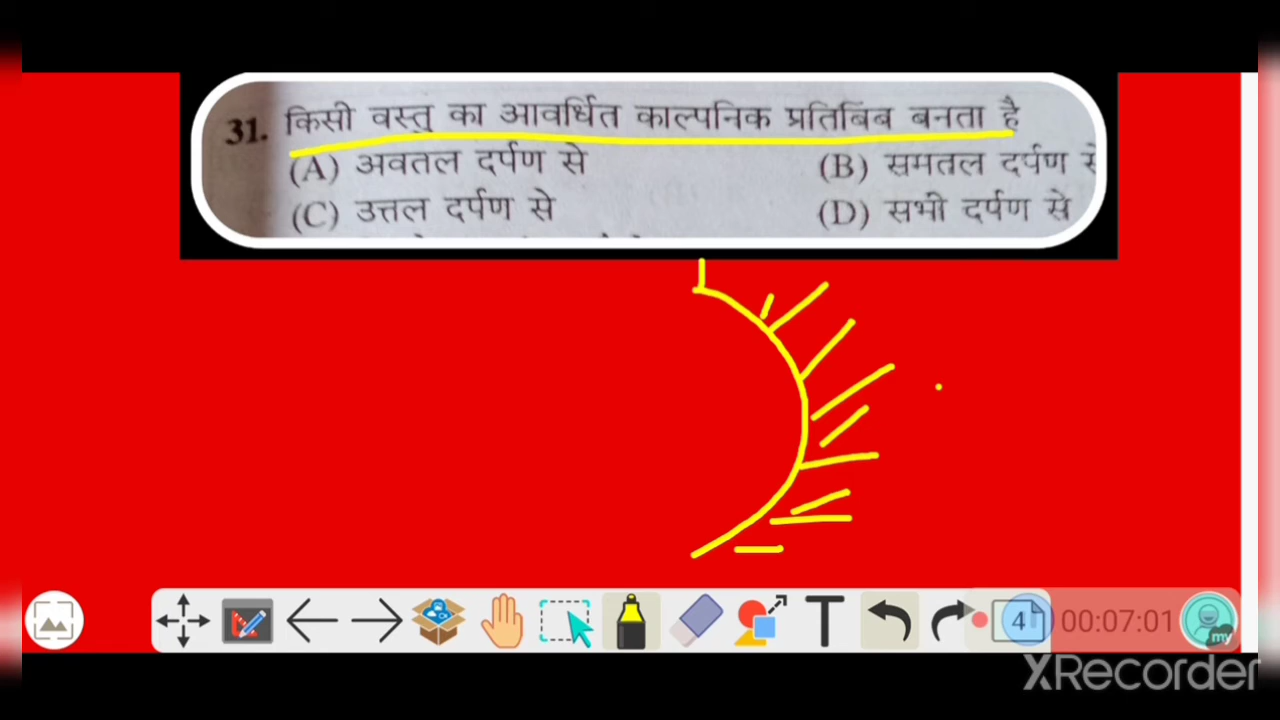 31. किसी वस्तु का आवर्धित काल्पनिक प्रतिबिंब बनता है
(A) अवतल दर्पण से (B) समतल दर्पण से
(C) उत्तल दर्पण से (D) सभी दर्पण से
T 4 00:07:01 my
XRecorder